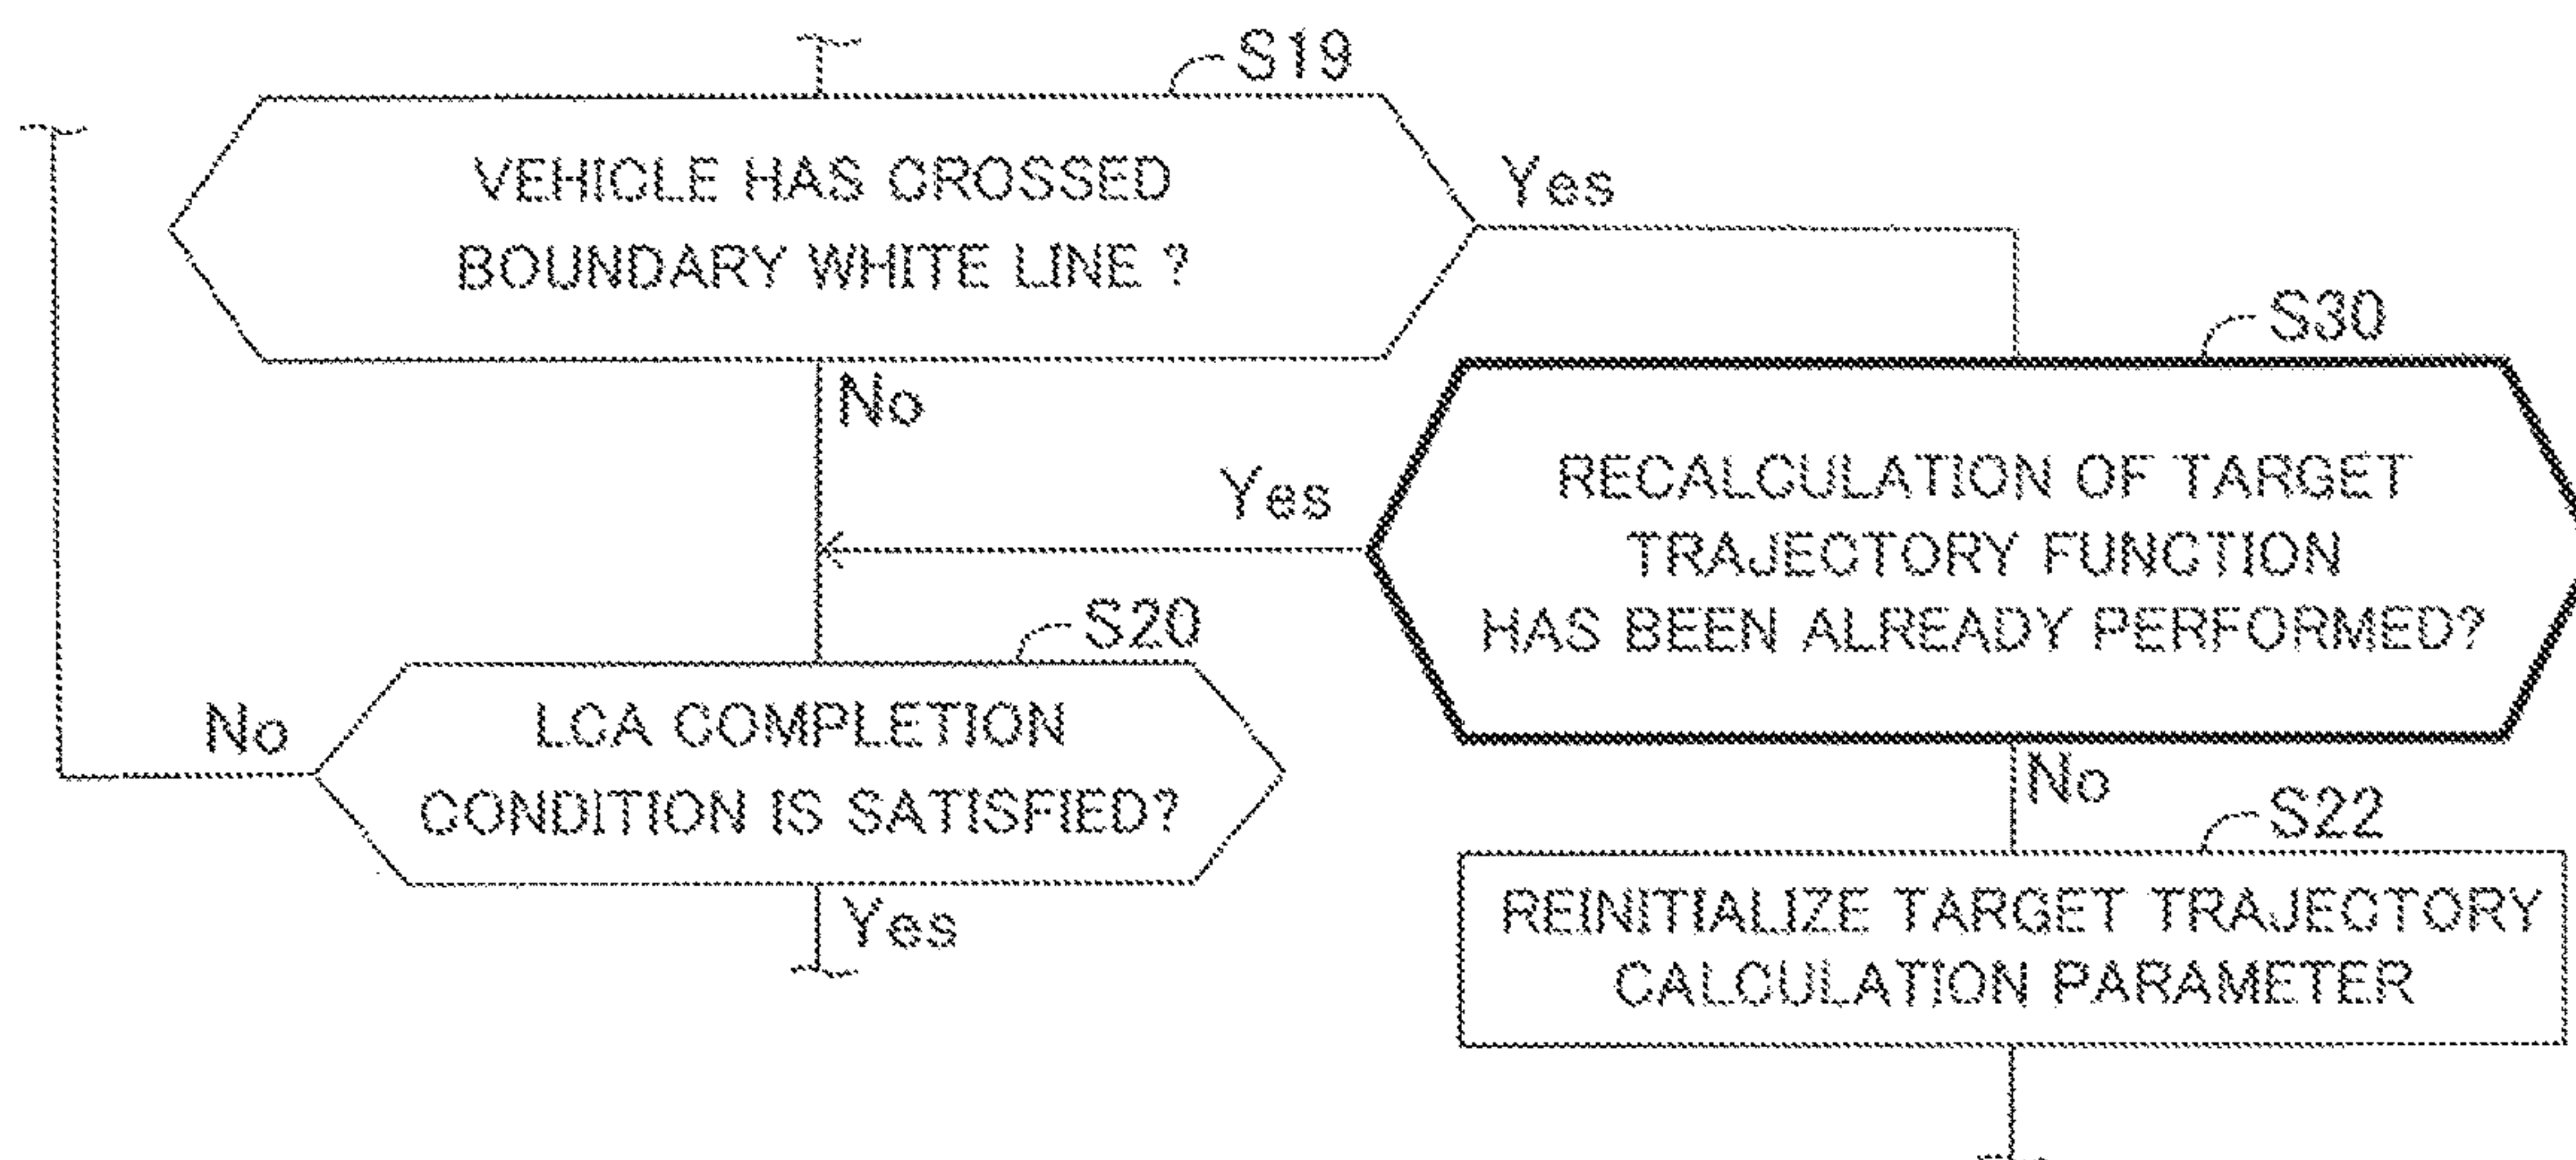 S19
VEHICLE HAS CROSSED
BOUNDARY WHITE LINE ?
Yes
No
S30
RECALCULATION OF TARGET
TRAJECTORY FUNCTION
HAS BEEN ALREADY PERFORMED?
Yes
No
S20
LCA COMPLETION
CONDITION IS SATISFIED?
No
Yes
S22
REINITIALIZE TARGET TRAJECTORY
CALCULATION PARAMETER